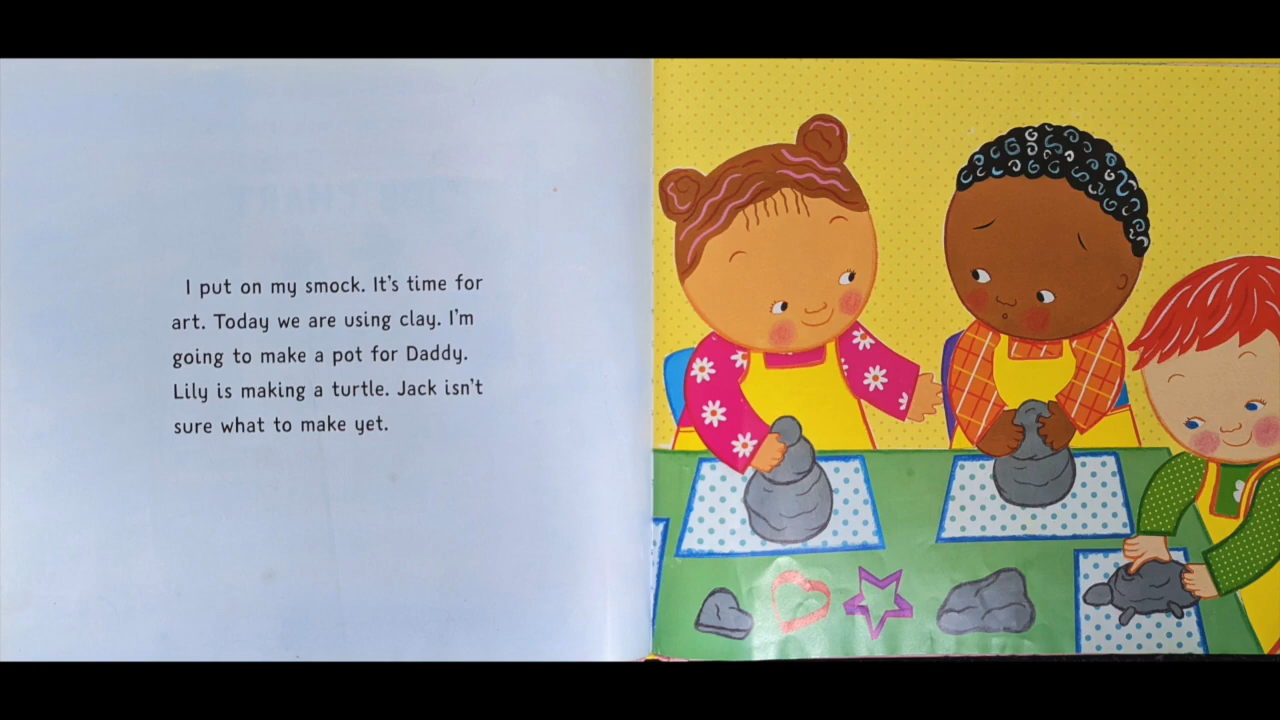 I put on my smock. It's time for
art. Today we are using clay. I'm
going to make a pot for Daddy.
Lily is making a turtle. Jack isn't
sure what to make yet.